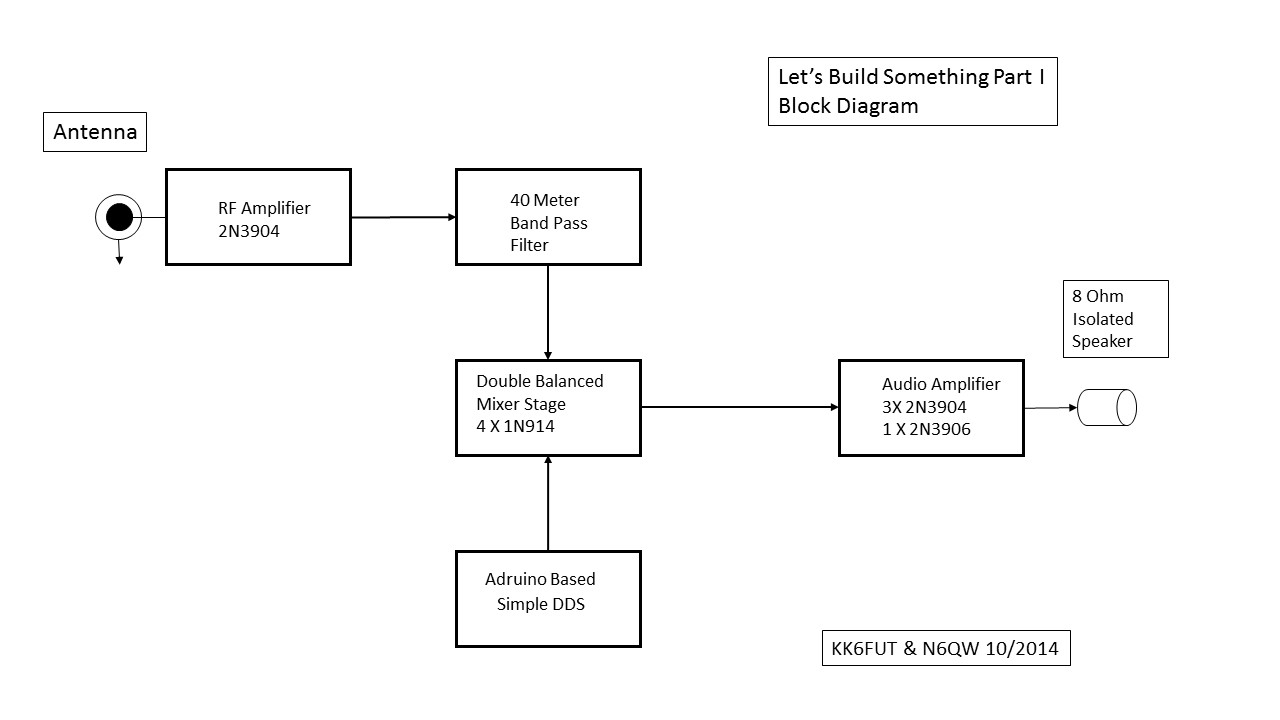 Let’s Build Something Part I
Block Diagram
Antenna
RF Amplifier
2N3904
40 Meter
Band Pass
Filter
8 Ohm
Isolated
Speaker
Double Balanced
Mixer Stage
4 X 1N914
Audio Amplifier
3X 2N3904
1 X 2N3906
Adruino Based
Simple DDS
KK6FUT & N6QW 10/2014